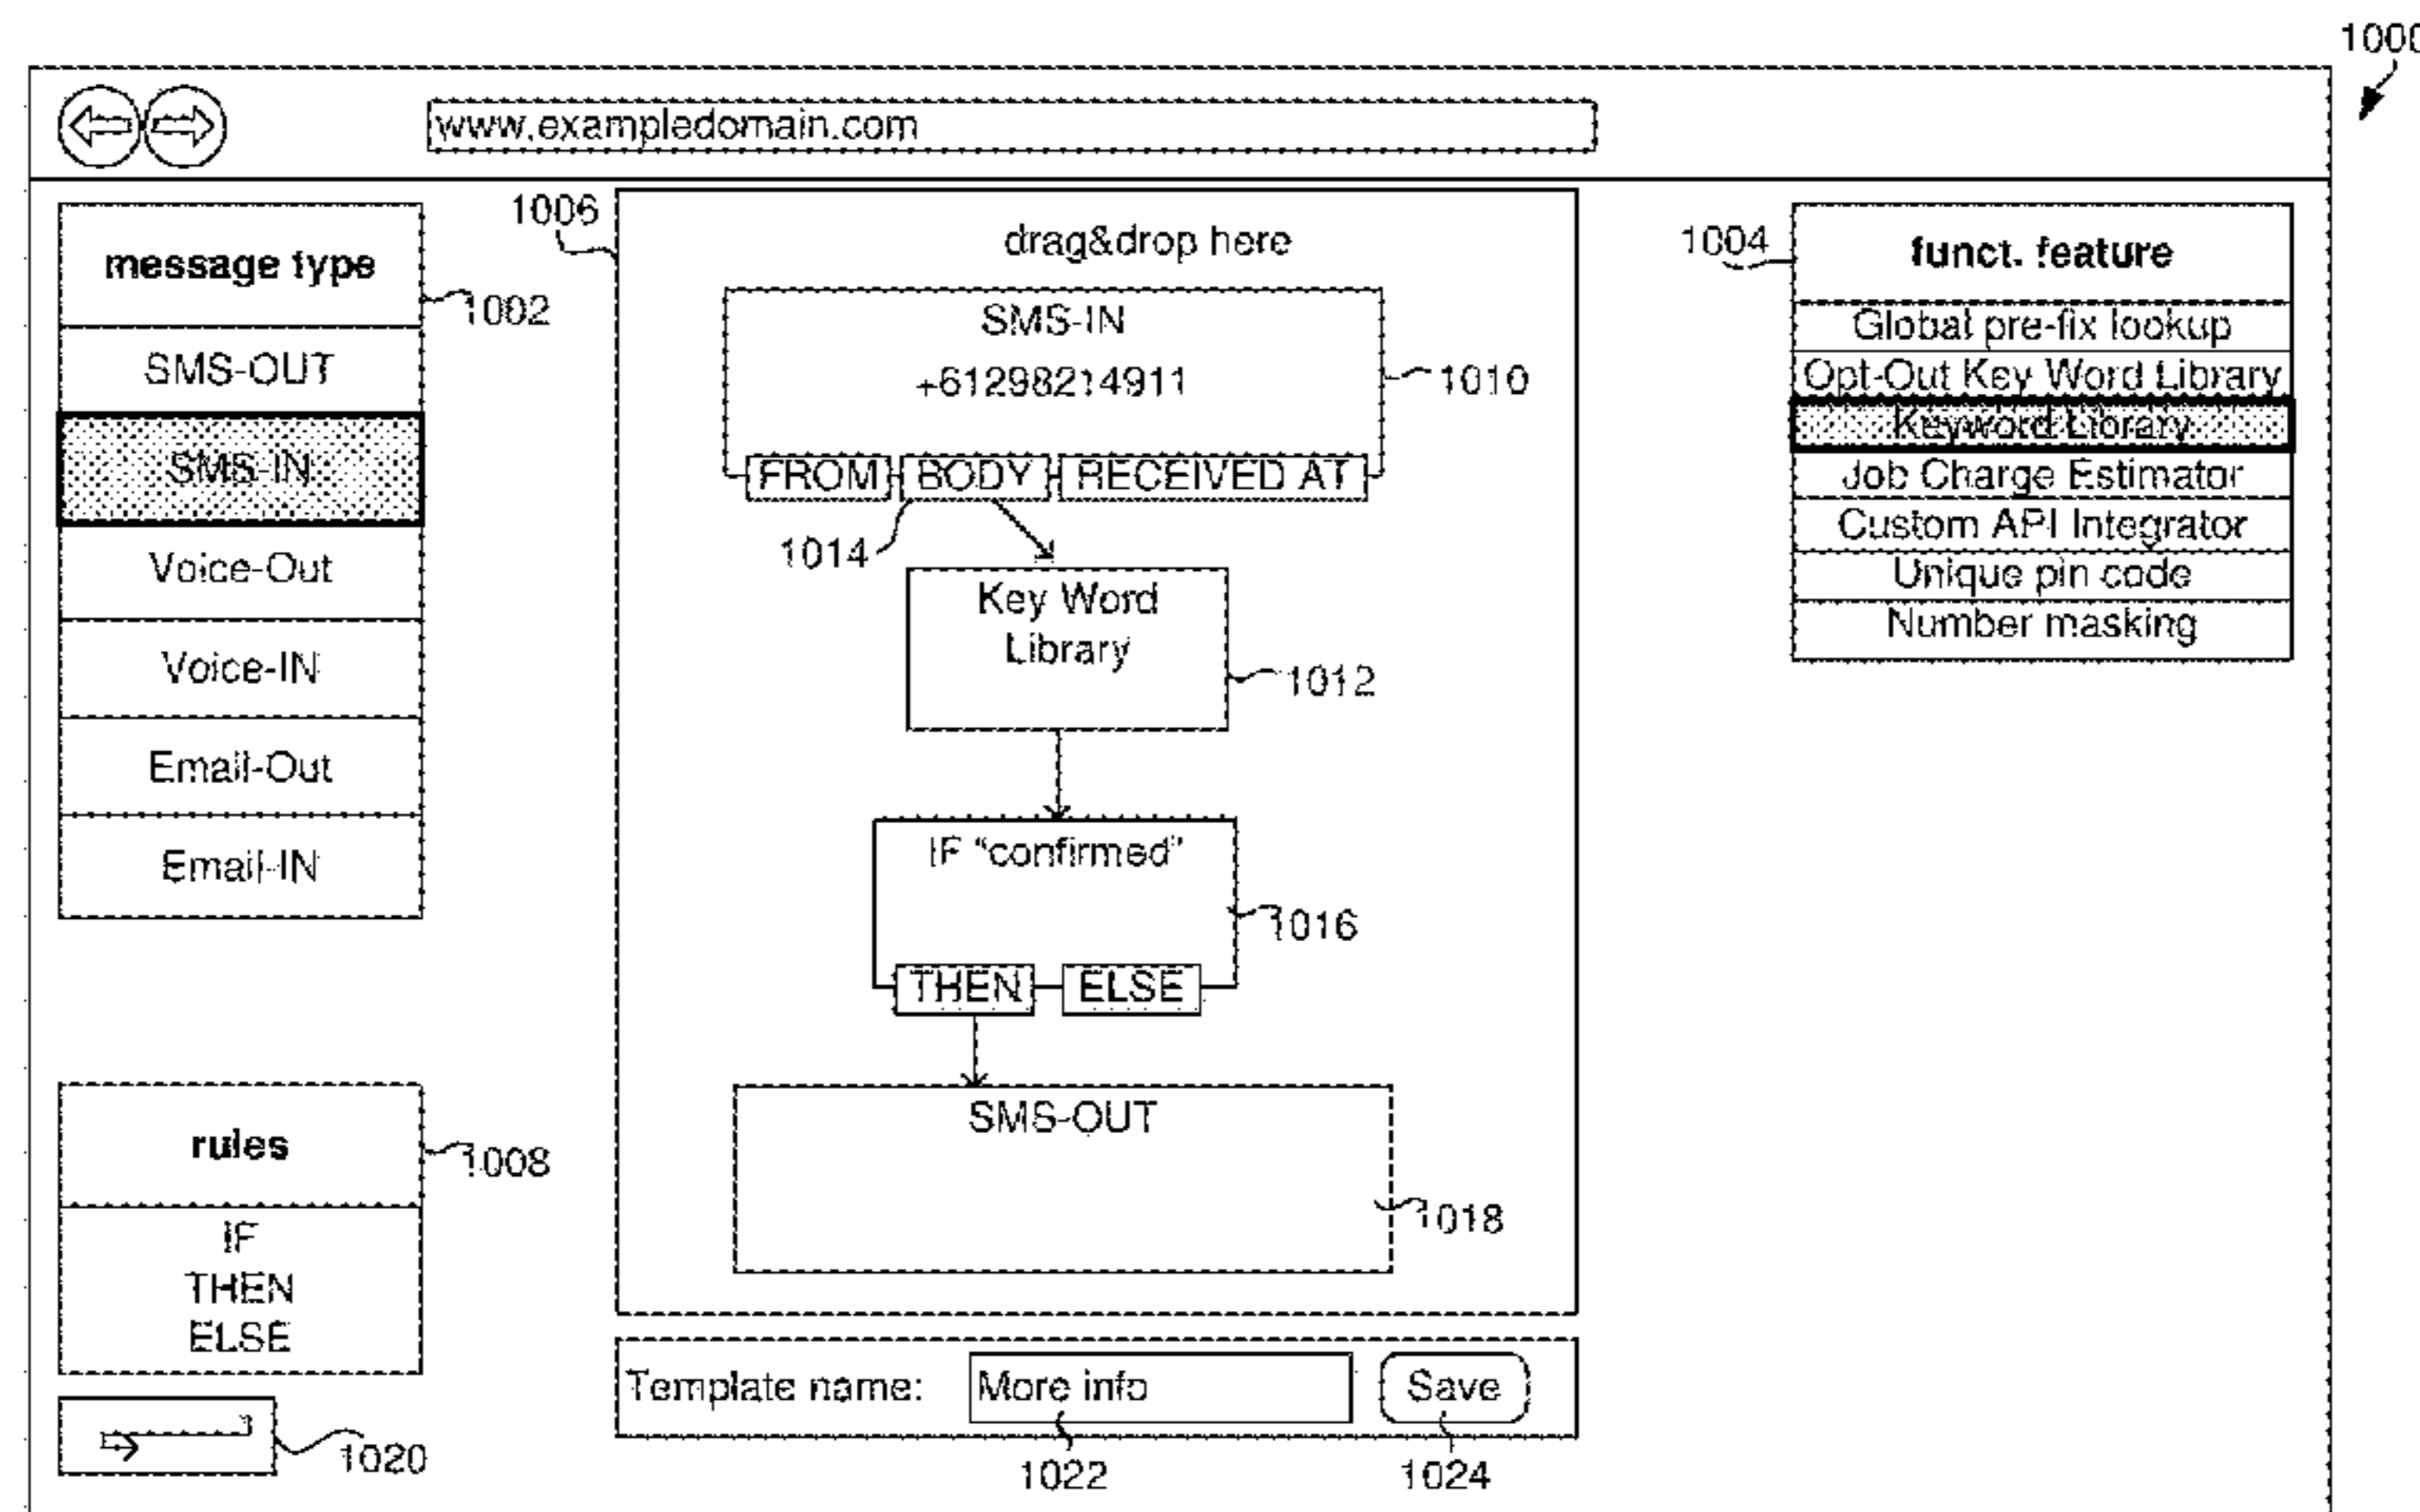 1000
www.exampledomain.com
message type
1002
SMS-OUT
SMS-IN
Voice-Out
Voice-IN
Email-Out
Email-IN
rules
1008
IF
THEN
ELSE
1020
1006
drag&drop here
SMS-IN
+61298214911
1010
FROM BODY RECEIVED AT
1014
Key Word
Library
1012
IF "confirmed"
1016
THEN ELSE
SMS-OUT
1018
Template name: More info Save
1022 1024
1004
funct. feature
Global pre-fix lookup
Opt-Out Key Word Library
Keyword Library
Job Charge Estimator
Custom API Integrator
Unique pin code
Number masking